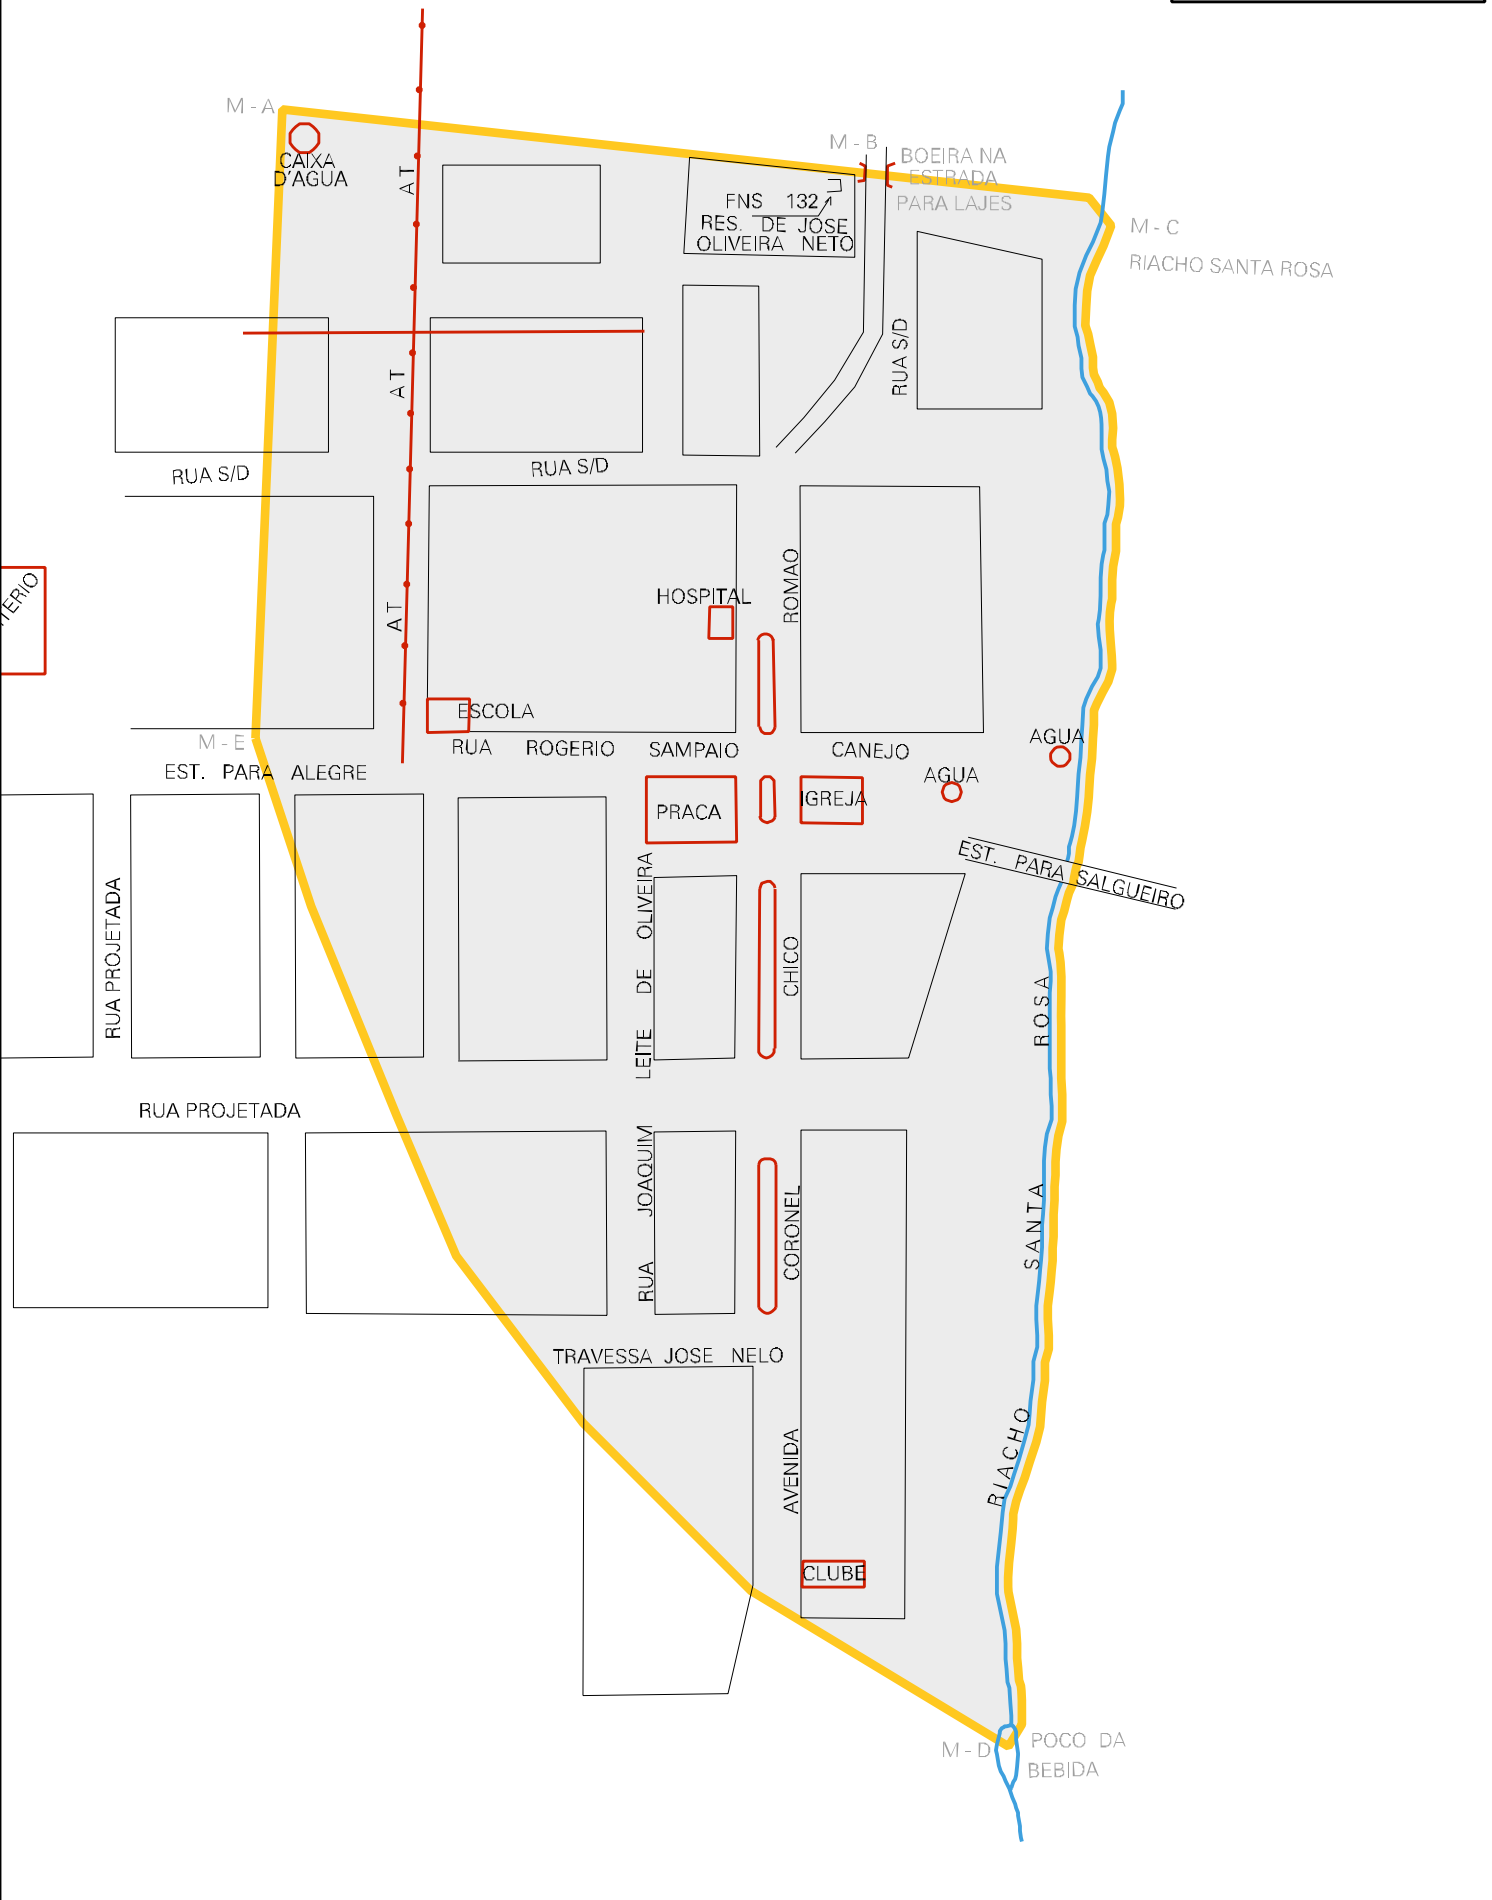 M - A
CAIXA
D'AGUA
A T
M - B
BOEIRA NA
ESTRADA
PARA LAJES
FNS 132
RES. DE JOSE
OLIVEIRA NETO
M - C
RIACHO SANTA ROSA
RUA S/D
A T
RUA S/D
RUA S/D
A T
HOSPITAL
ESCOLA
M - E
EST. PARA ALEGRE
RUA ROGERIO SAMPAIO CANEJO
AGUA
AGUA
PRACA
IGREJA
EST. PARA SALGUEIRO
RUA PROJETADA
RUA JOAQUIM LEITE DE OLIVEIRA
AVENIDA CORONEL CHICO ROMAO
RIACHO SANTA ROSA
RUA PROJETADA
TRAVESSA JOSE NELO
CLUBE
M - D
POCO DA
BEBIDA